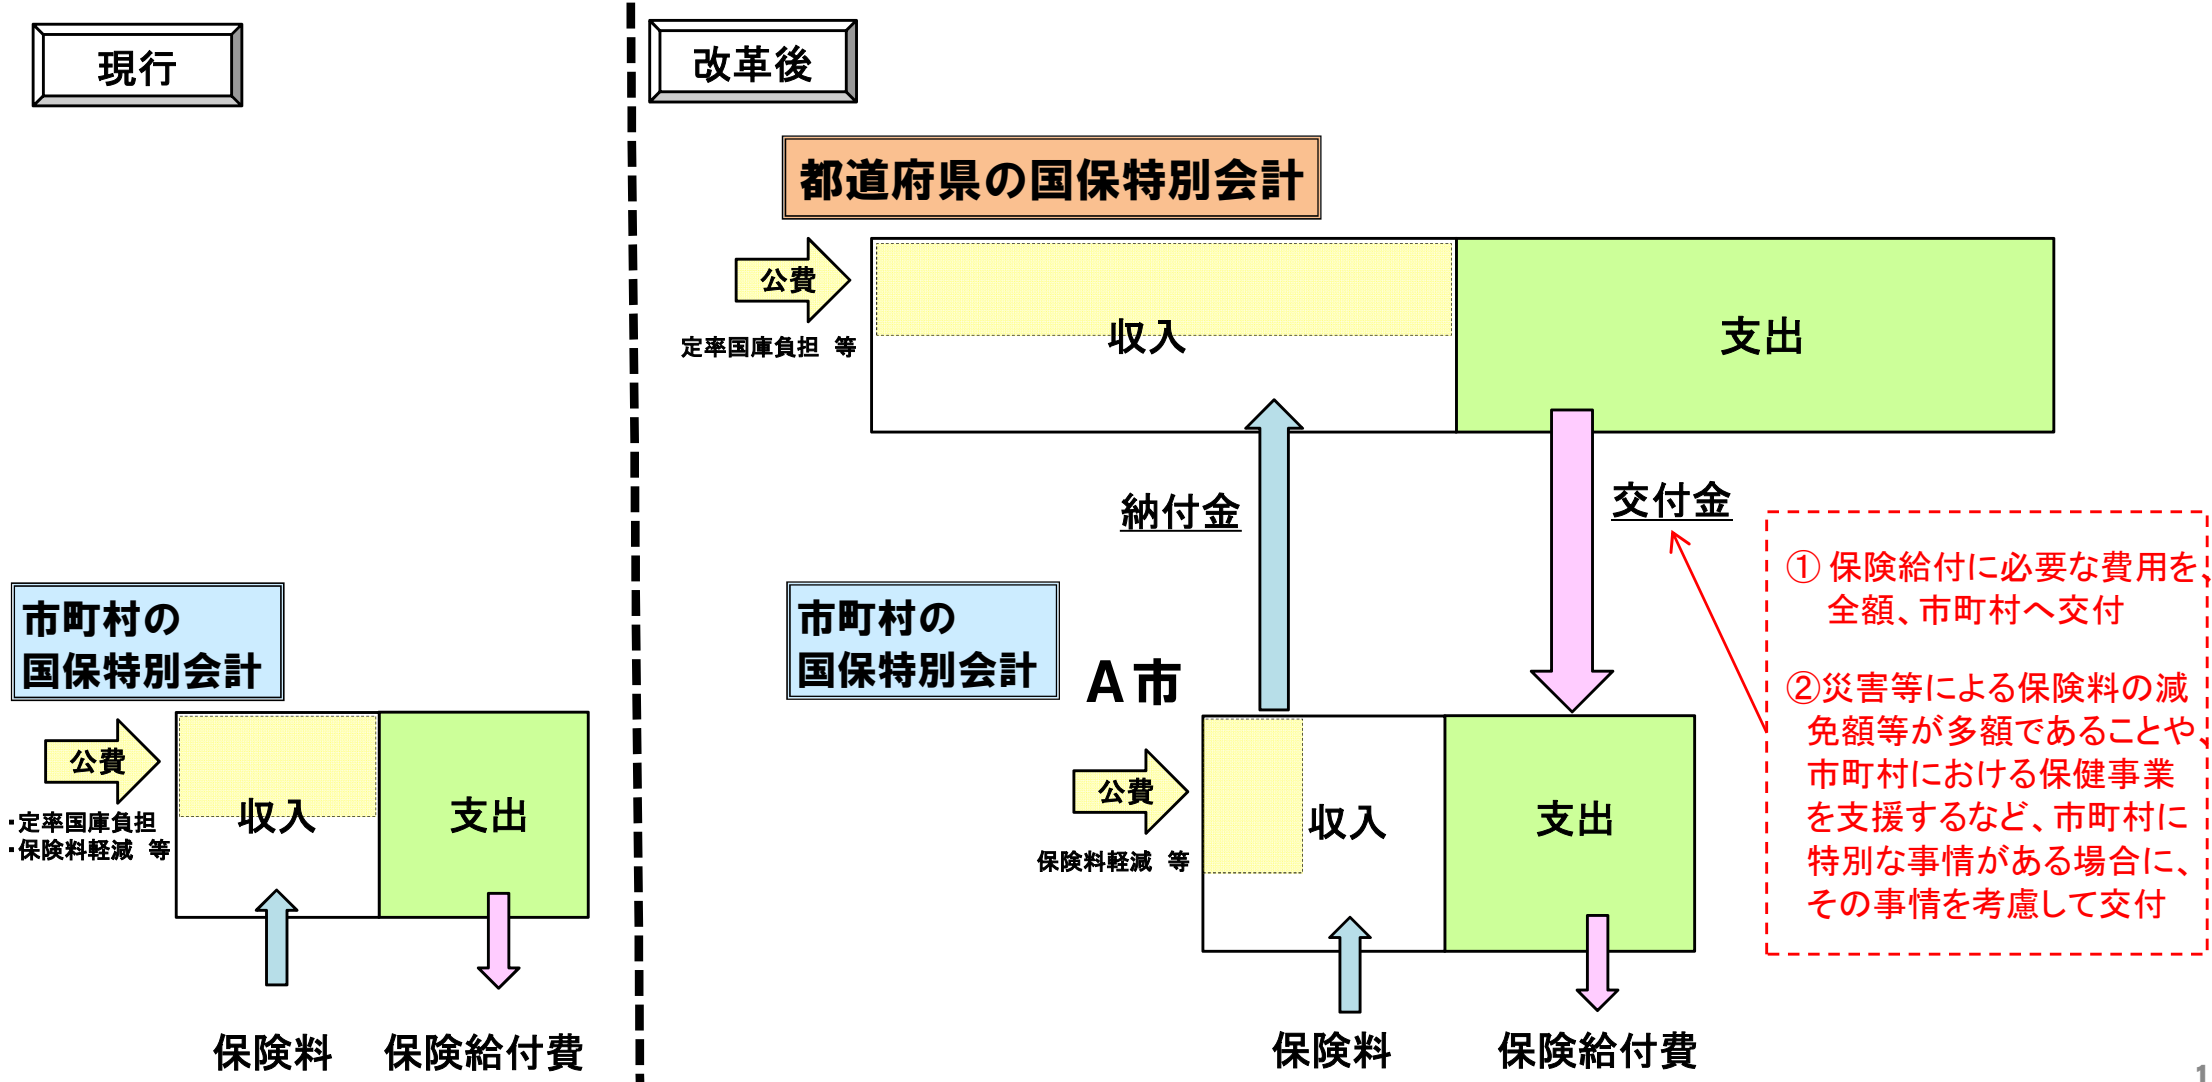 現行
市町村の
国保特別会計
公費
・定率国庫負担
・保険料軽減 等
収入
支出
保険料
保険給付費
改革後
都道府県の国保特別会計
公費
定率国庫負担 等
収入
支出
納付金
交付金
① 保険給付に必要な費用を、
全額、市町村へ交付
②災害等による保険料の減
免額等が多額であることや、
市町村における保健事業
を支援するなど、市町村に
特別な事情がある場合に、
その事情を考慮して交付
市町村の
国保特別会計
A市
公費
保険料軽減 等
収入
支出
保険料
保険給付費